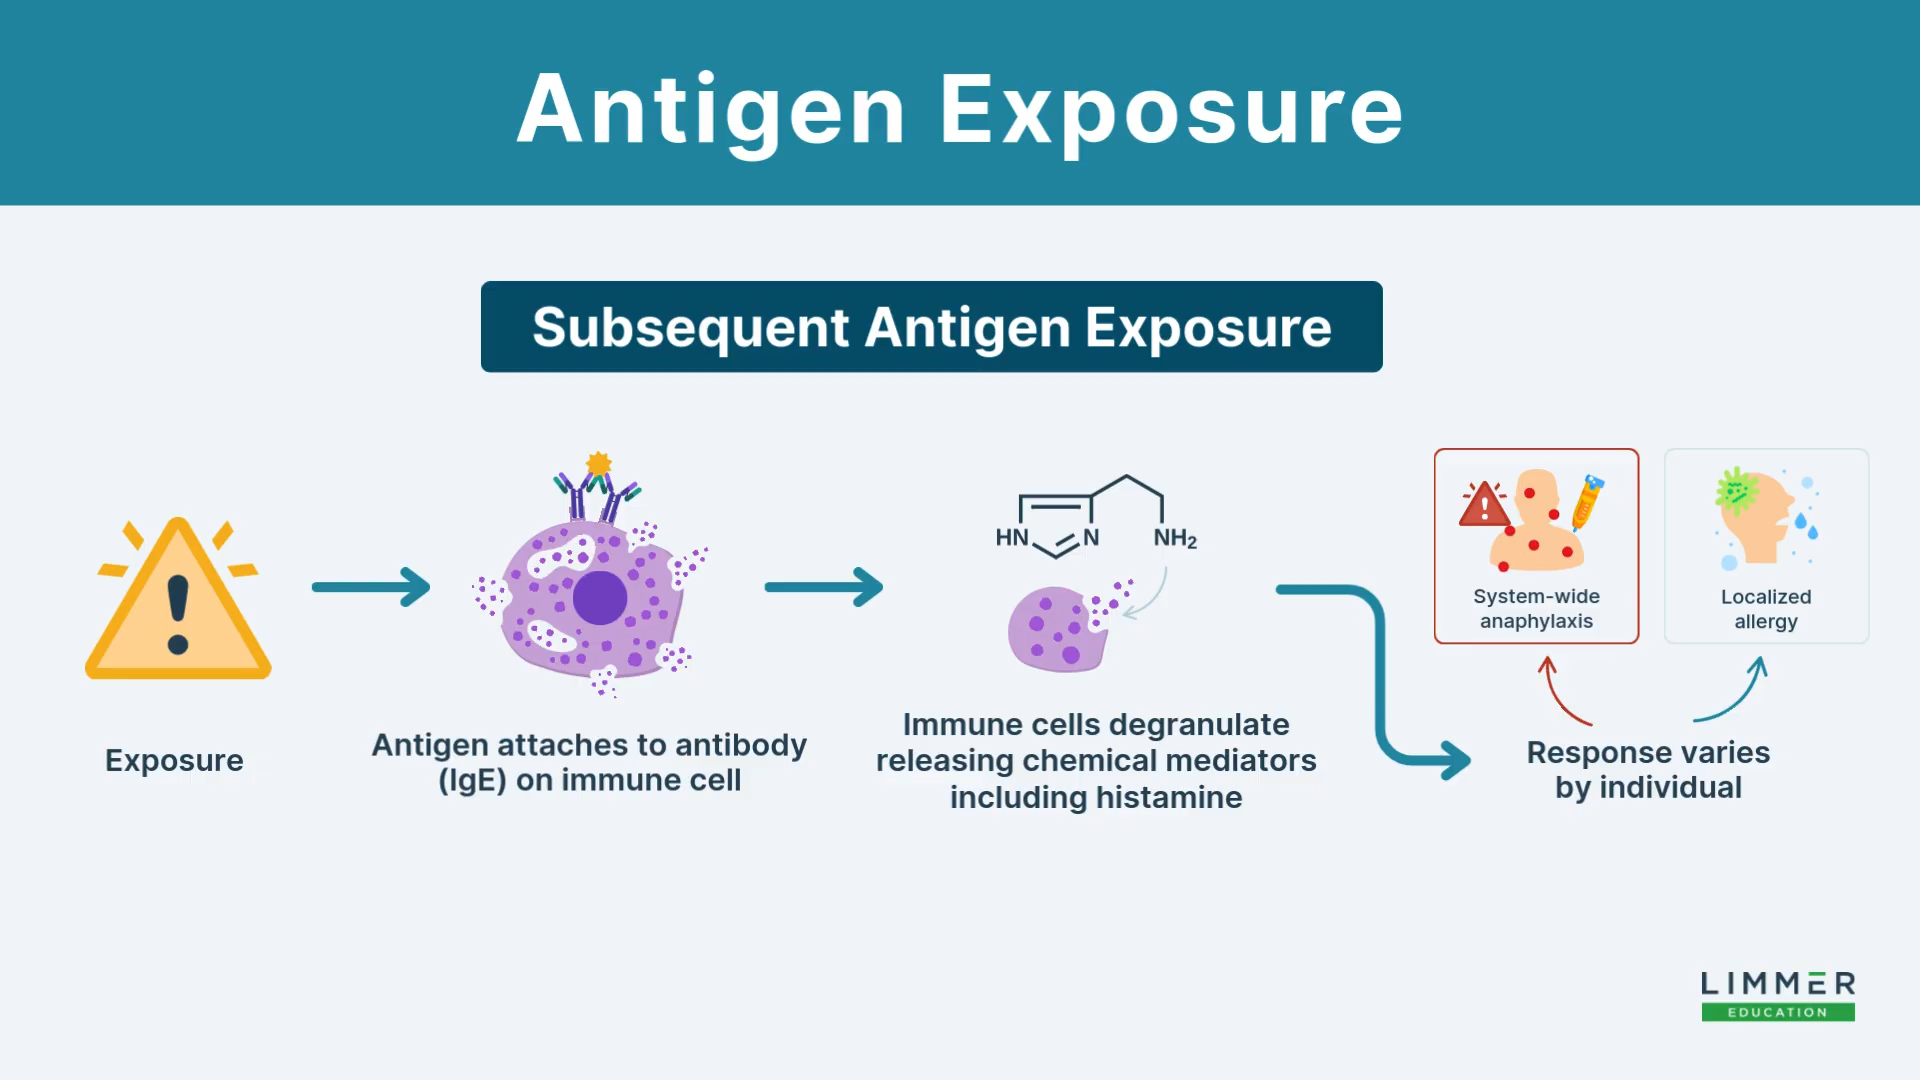 Antigen Exposure
Subsequent Antigen Exposure
Exposure
Antigen attaches to antibody
(IgE) on immune cell
HN
N
NH₂
Immune cells degranulate
releasing chemical mediators
including histamine
System-wide
anaphylaxis
Localized
allergy
Response varies
by individual
LIMMER
EDUCATION